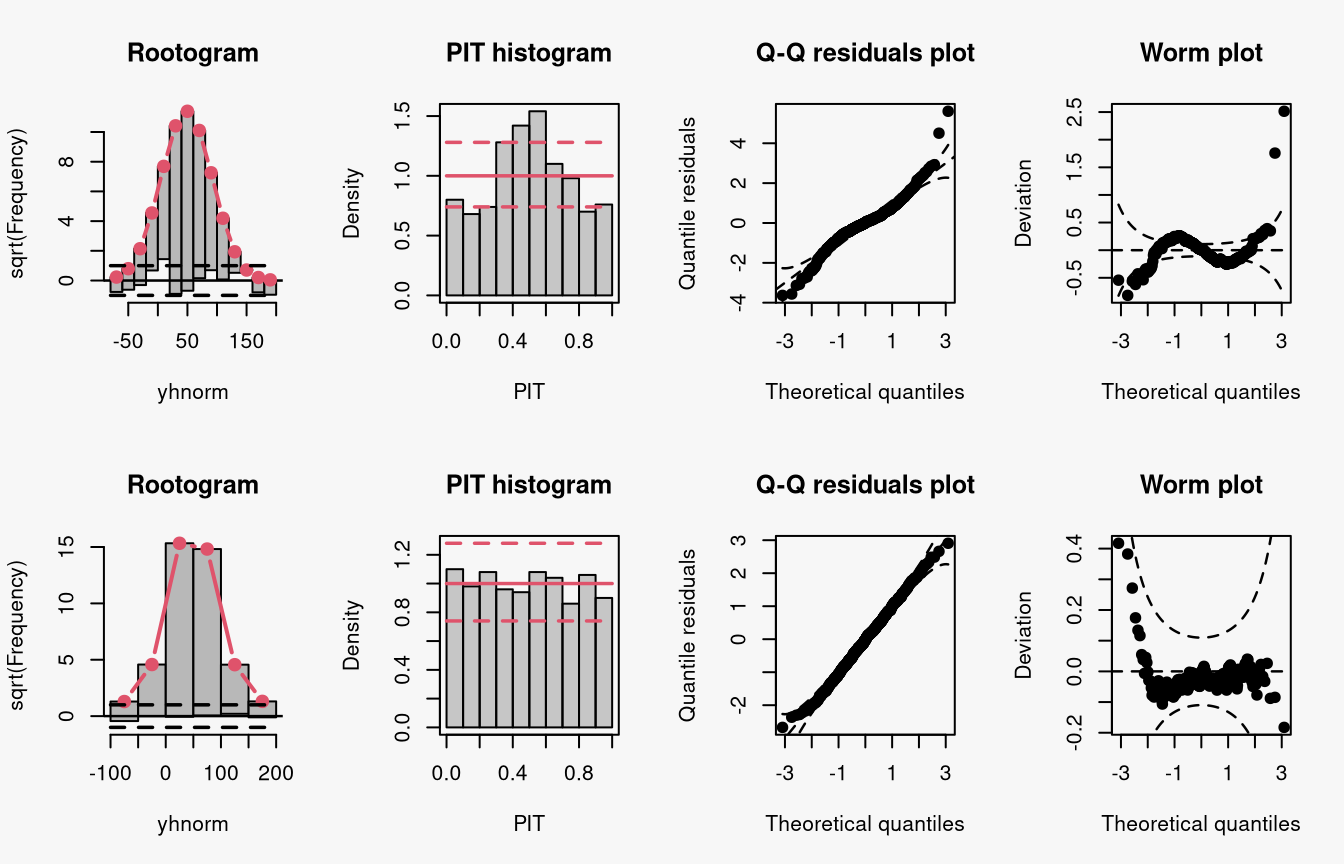 Rootogram
PIT histogram
Q-Q residuals plot
Worm plot
sqrt(Frequency)
0 4 8
-50 50 150
yhnorm
Density
0.0 0.5 1.0 1.5
0.0 0.4 0.8
PIT
Quantile residuals
-4 -2 0 2 4
-3 -1 1 3
Theoretical quantiles
Deviation
-0.5 0.5 1.5 2.5
-3 -1 1 3
Theoretical quantiles
Rootogram
PIT histogram
Q-Q residuals plot
Worm plot
sqrt(Frequency)
0 5 10 15
-100 0 100 200
yhnorm
Density
0.0 0.4 0.8 1.2
0.0 0.4 0.8
PIT
Quantile residuals
-2 0 1 2 3
-3 -1 1 3
Theoretical quantiles
Deviation
-0.2 0.0 0.2 0.4
-3 -1 1 3
Theoretical quantiles